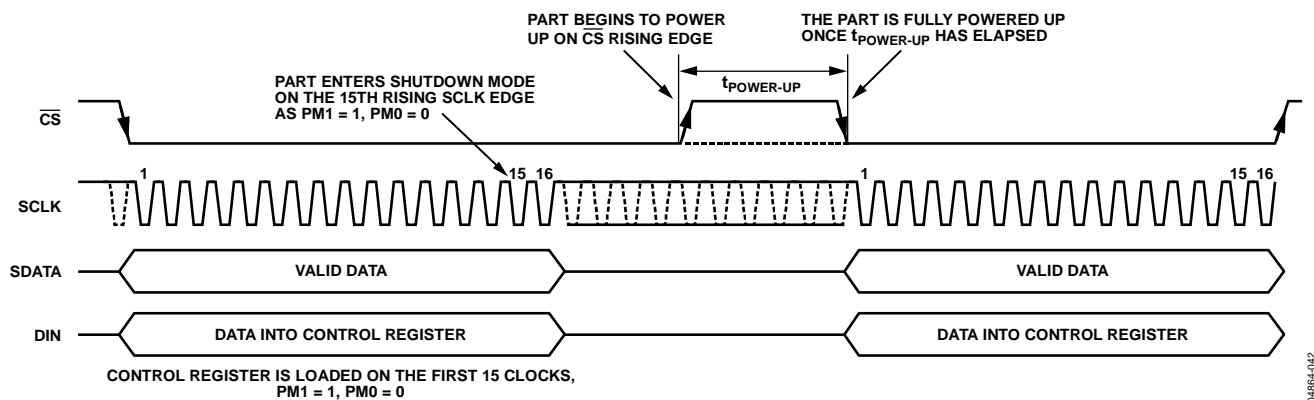 PART BEGINS TO POWER
UP ON CS RISING EDGE
THE PART IS FULLY POWERED UP
ONCE tPOWER-UP HAS ELAPSED
PART ENTERS SHUTDOWN MODE
ON THE 15TH RISING SCLK EDGE
AS PM1 = 1, PM0 = 0
tPOWER-UP
CS
1
15 16
1
15 16
SCLK
SDATA
VALID DATA
VALID DATA
DIN
DATA INTO CONTROL REGISTER
DATA INTO CONTROL REGISTER
CONTROL REGISTER IS LOADED ON THE FIRST 15 CLOCKS,
PM1 = 1, PM0 = 0
04864-042